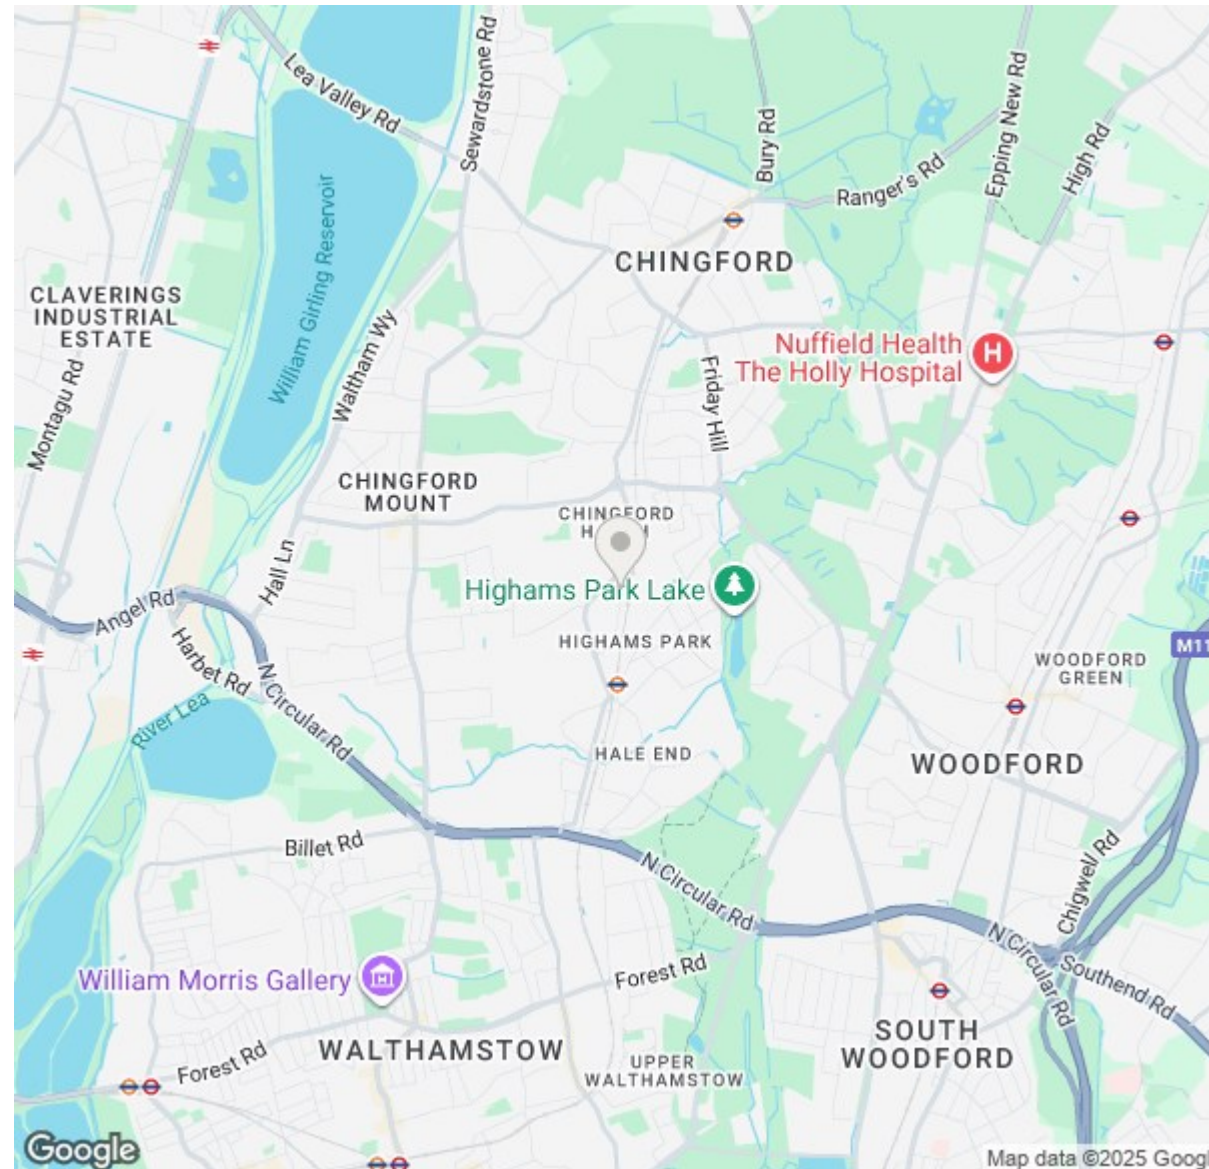 Lea Valley Rd
Sewardstone Rd
Bury Rd
Ranger's Rd
Epping New Rd
High Rd
CHINGFORD
William Girling Reservoir
CLAVERINGS
INDUSTRIAL
ESTATE
Montagu Rd
Waltham Wy
Friday Hill
Nuffield Health
The Holly Hospital
H
CHINGFORD
MOUNT
CHINGFORD
Hall Ln
Angel Rd
Highams Park Lake
HIGHAMS PARK
Harbet Rd
N Circular Rd
River Lea
M11
WOODFORD
GREEN
HALE END
WOODFORD
Billet Rd
N Circular Rd
Chigwell Rd
N Circular Rd
Southend Rd
William Morris Gallery
Forest Rd
Forest Rd
WALTHAMSTOW
UPPER
WALTHAMSTOW
SOUTH
WOODFORD
Google
Map data ©2025 Googl